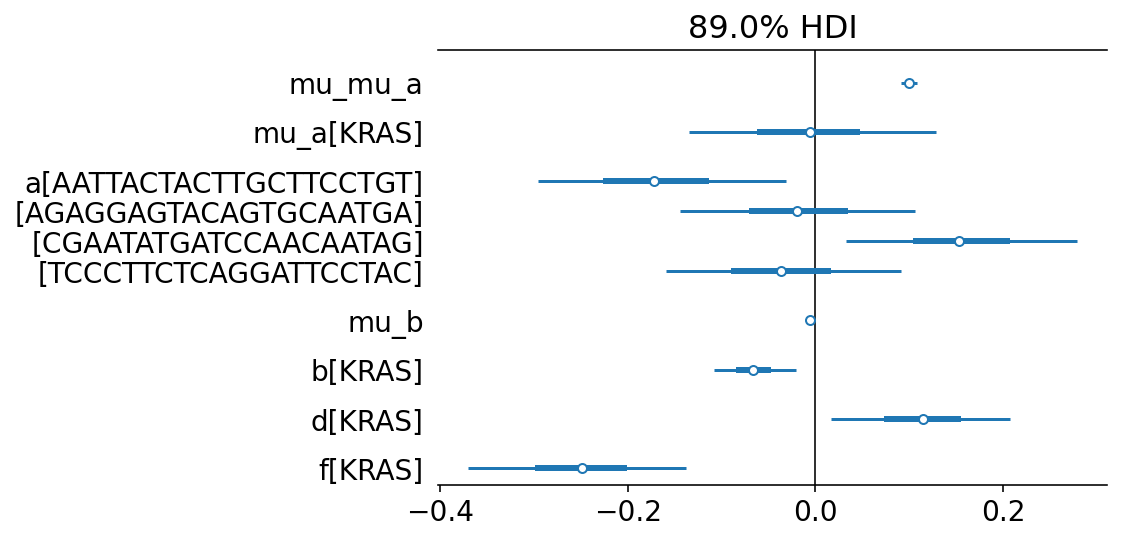 89.0% HDI
mu_mu_a
mu_a[KRAS]
a[AATTACTACTTGCTTCCTGT]
[AGAGGAGTACAGTGCAATGA]
[CGAATATGATCCAACAATAG]
[TCCCTTCTCAGGATTCCTAC]
mu_b
b[KRAS]
d[KRAS]
f[KRAS]
−0.4 −0.2 0.0 0.2